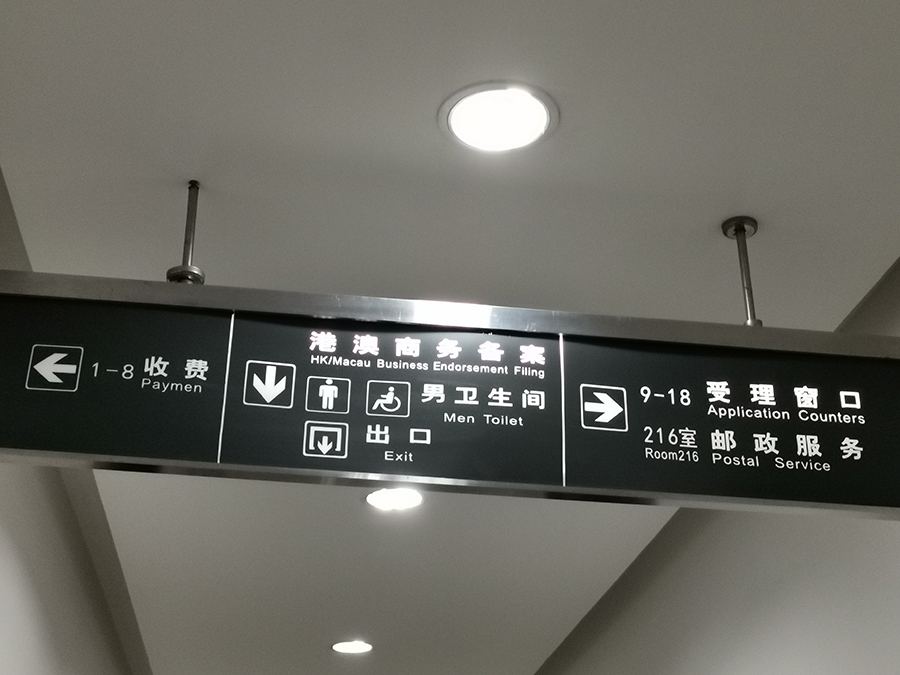 1-8 收费
Paymen
港澳商务备案
HK/Macau Business Endorsement Filing
男卫生间
Men Toilet
出口
Exit
9-18 受理窗口
Application Counters
216室 邮政服务
Room216 Postal Service